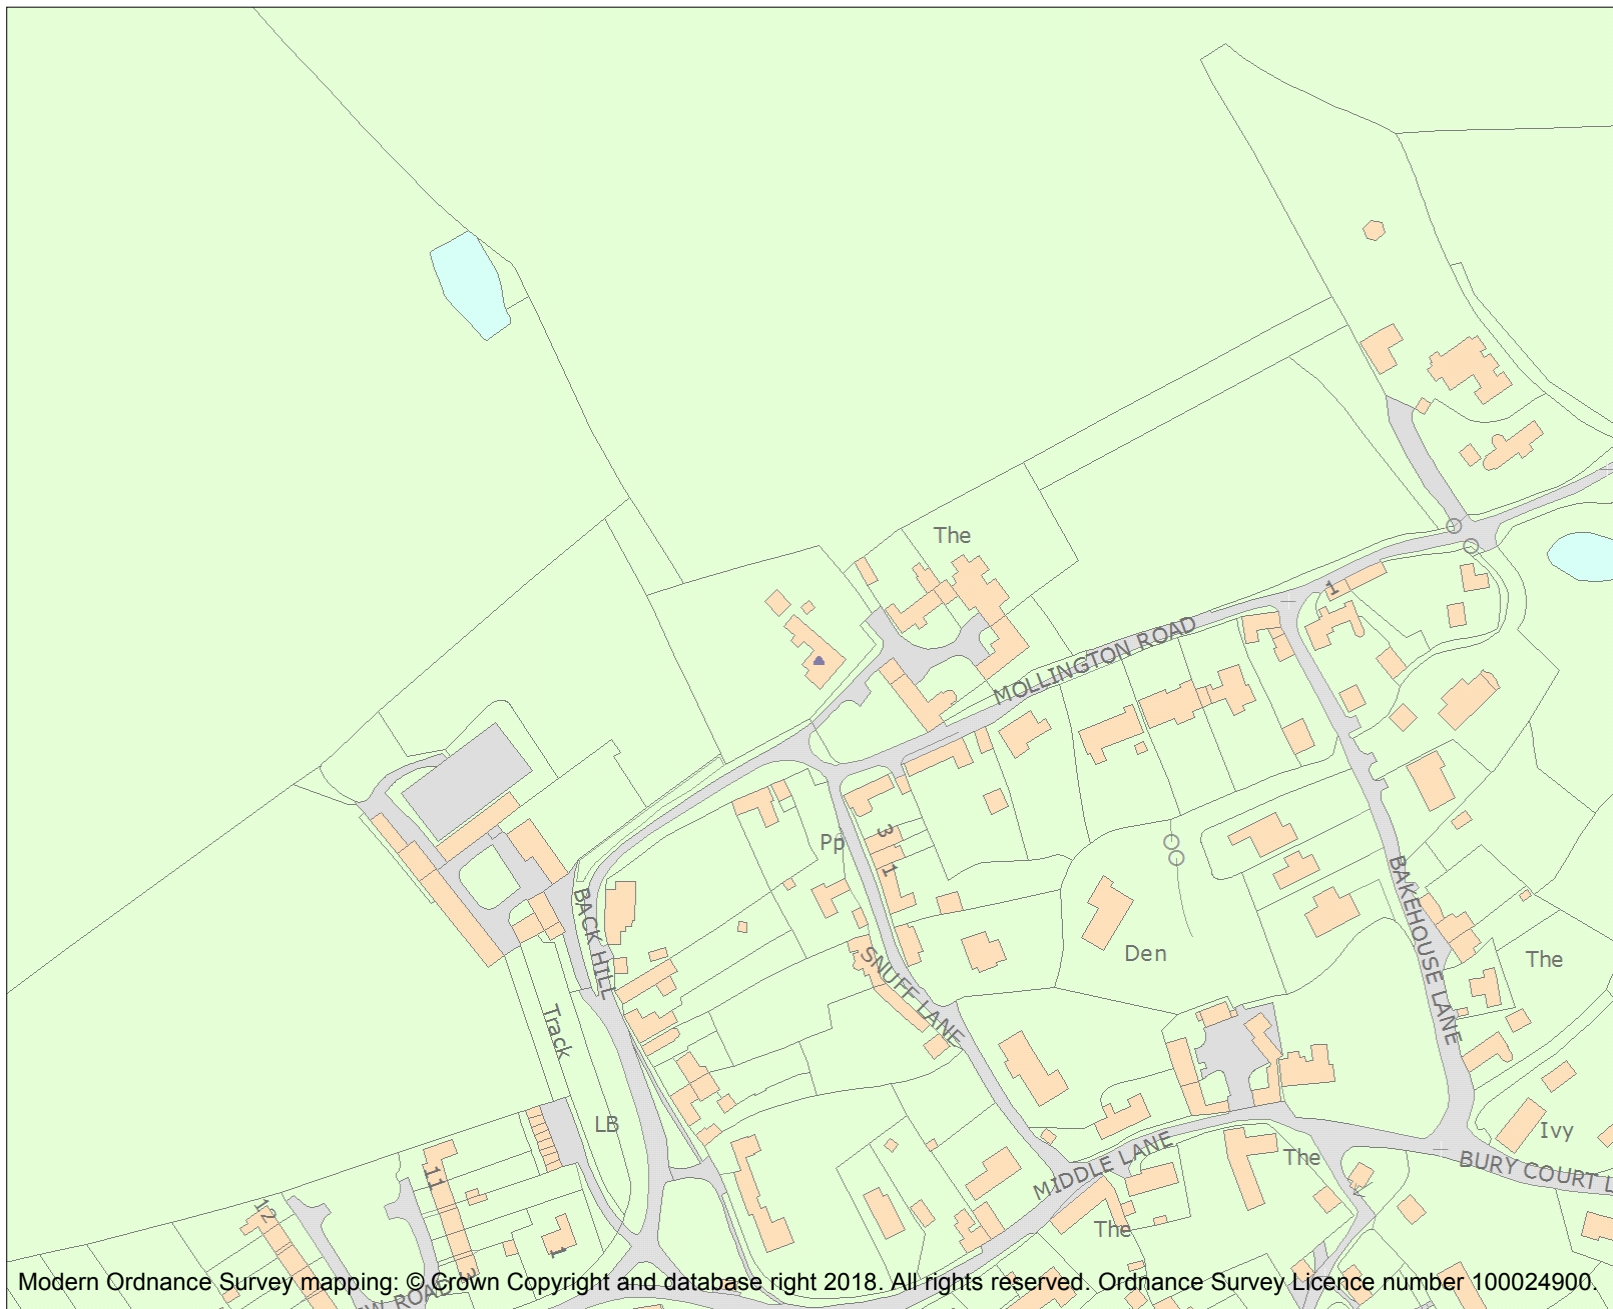 The
1
MOLLINGTON ROAD
3
Pp
1
BACK HILL
BAKEHOUSE LANE
Den
The
SNUFF LANE
Track
LB
Ivy
The
MIDDLE LANE
BURY COURT L
11
12
The
1
3
W ROAD
Modern Ordnance Survey mapping: © Crown Copyright and database right 2018. All rights reserved. Ordnance Survey Licence number 100024900.